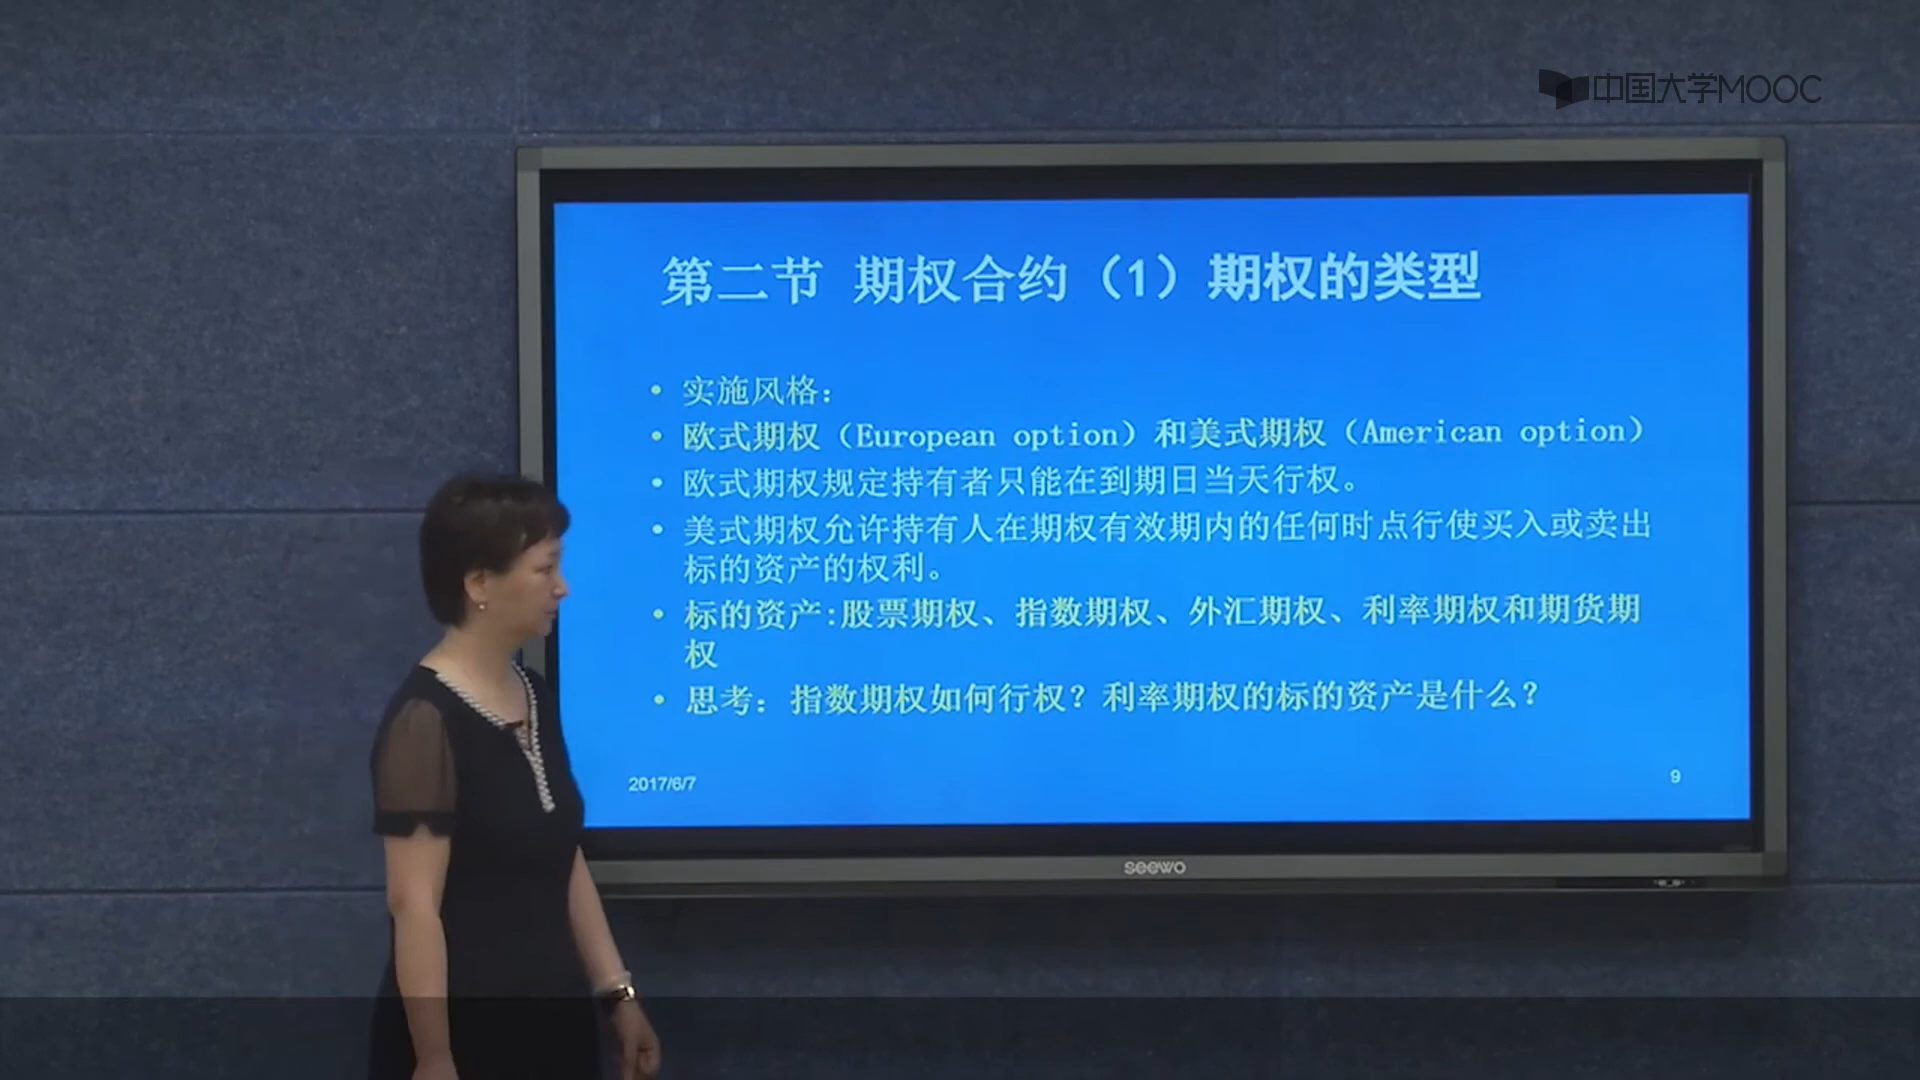 中国大学MOOC
第二节 期权合约（1）期权的类型
• 实施风格：
• 欧式期权（European option）和美式期权（American option）
• 欧式期权规定持有者只能在到期日当天行权。
• 美式期权允许持有人在期权有效期内的任何时点行使买入或卖出
标的资产的权利。
• 标的资产:股票期权、指数期权、外汇期权、利率期权和期货期
权
• 思考：指数期权如何行权？利率期权的标的资产是什么？
2017/6/7
9
seewo